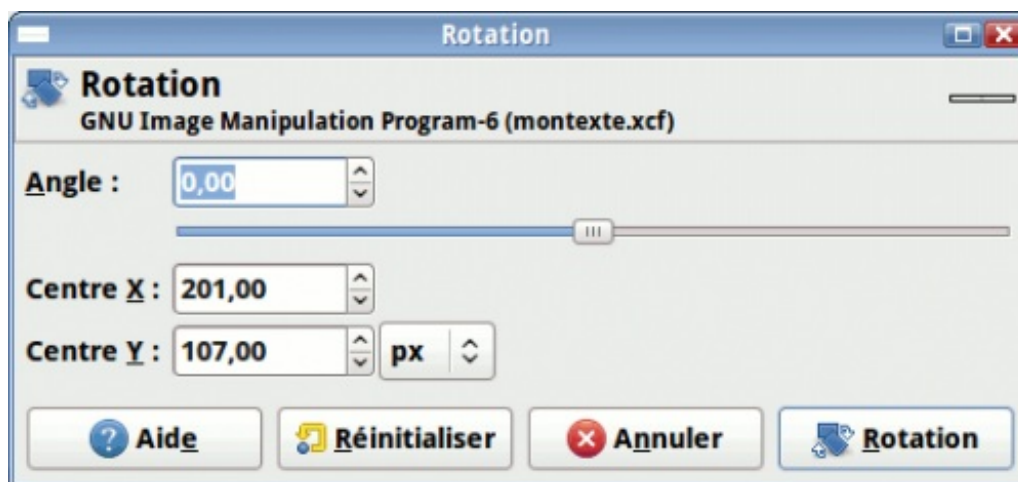 Rotation
Rotation
GNU Image Manipulation Program-6 (montexte.xcf)
Angle : 0,00
Centre X : 201,00
Centre Y : 107,00 px
Aide Réinitialiser Annuler Rotation